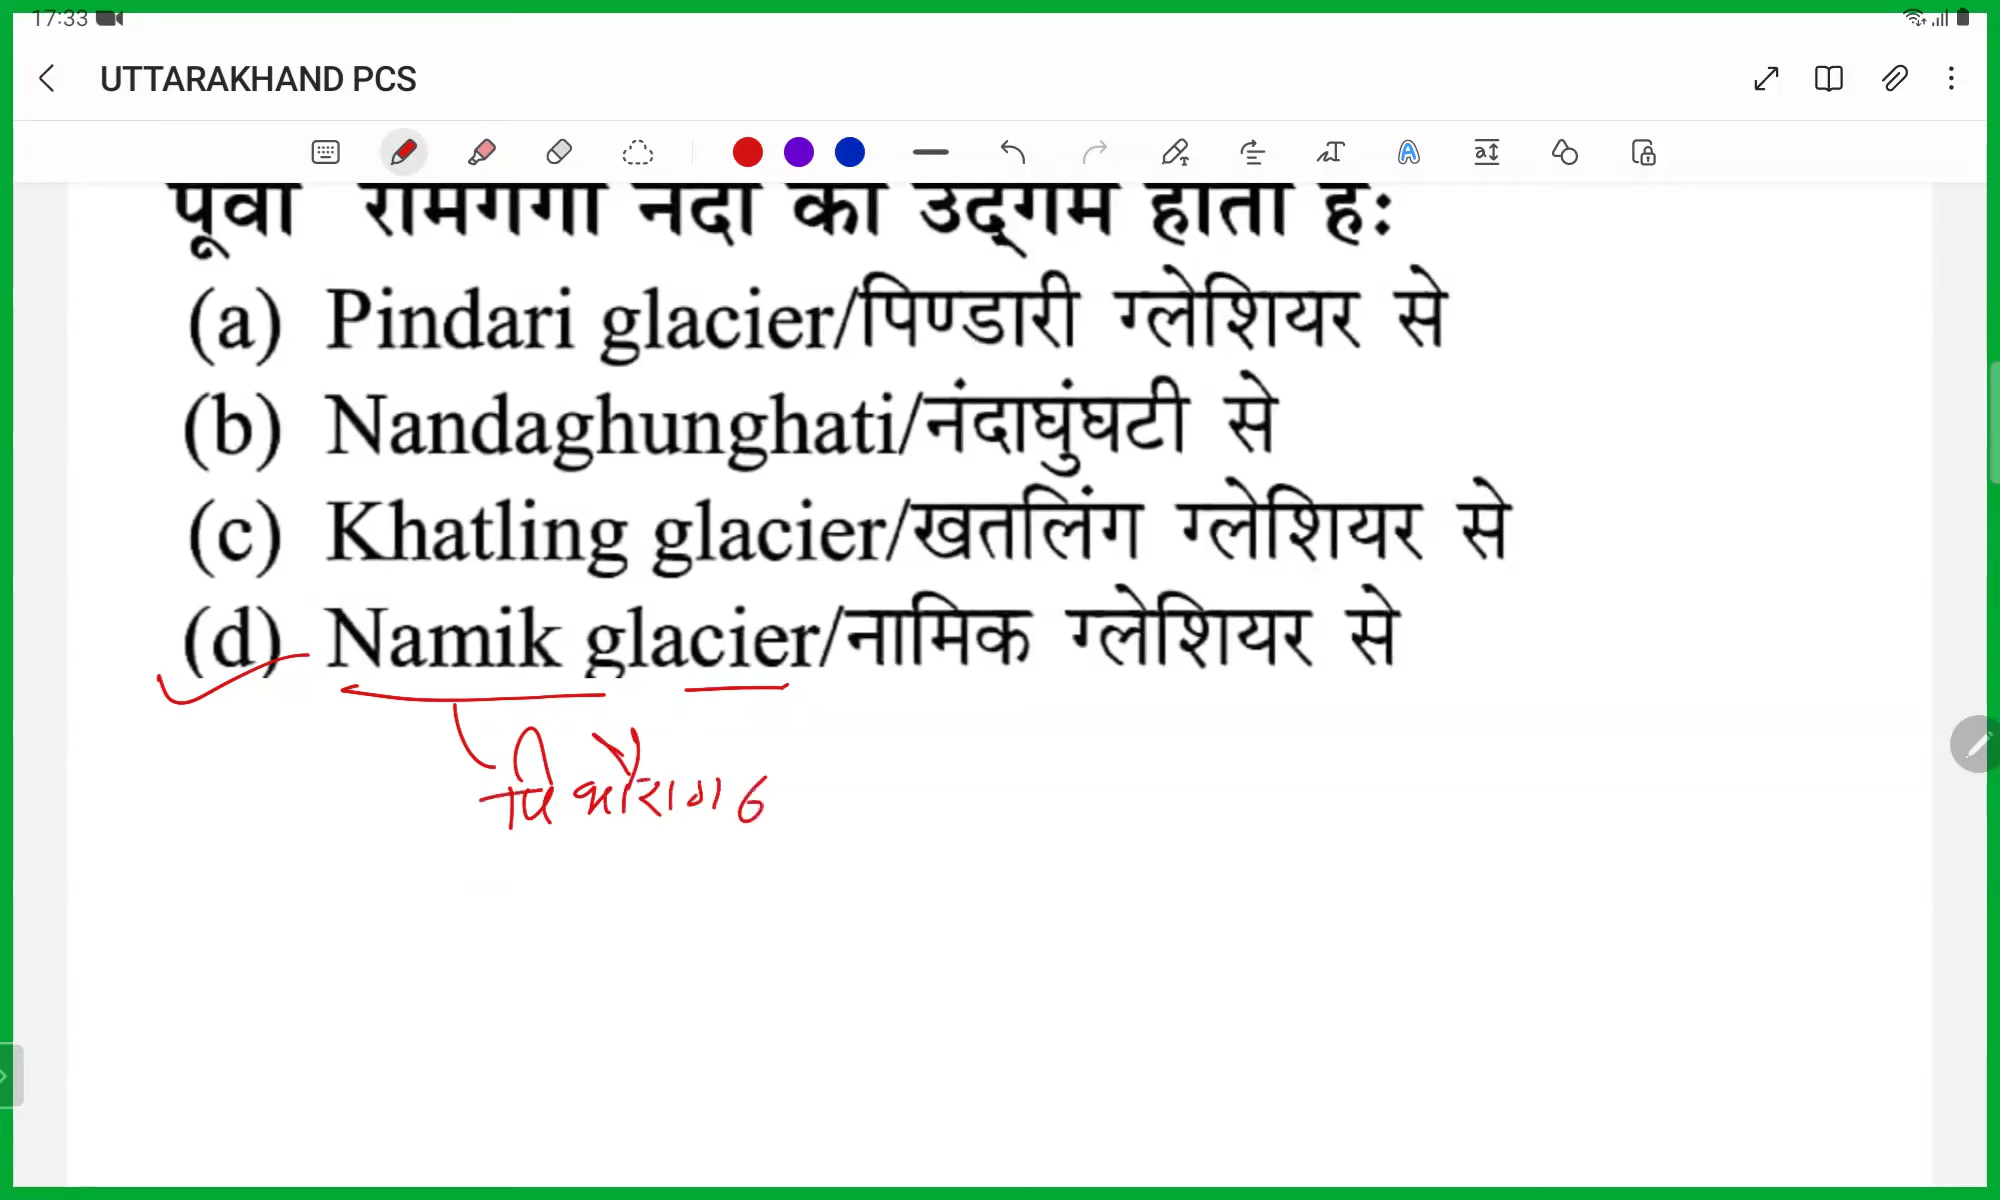 17:33
UTTARAKHAND PCS
पूर्वी रामगंगा नदी का उद्गम होता है:
(a) Pindari glacier/पिण्डारी ग्लेशियर से
(b) Nandaghunghati/नंदाघुंघटी से
(c) Khatling glacier/खतलिंग ग्लेशियर से
(d) Namik glacier/नामिक ग्लेशियर से
पिथौरागढ़